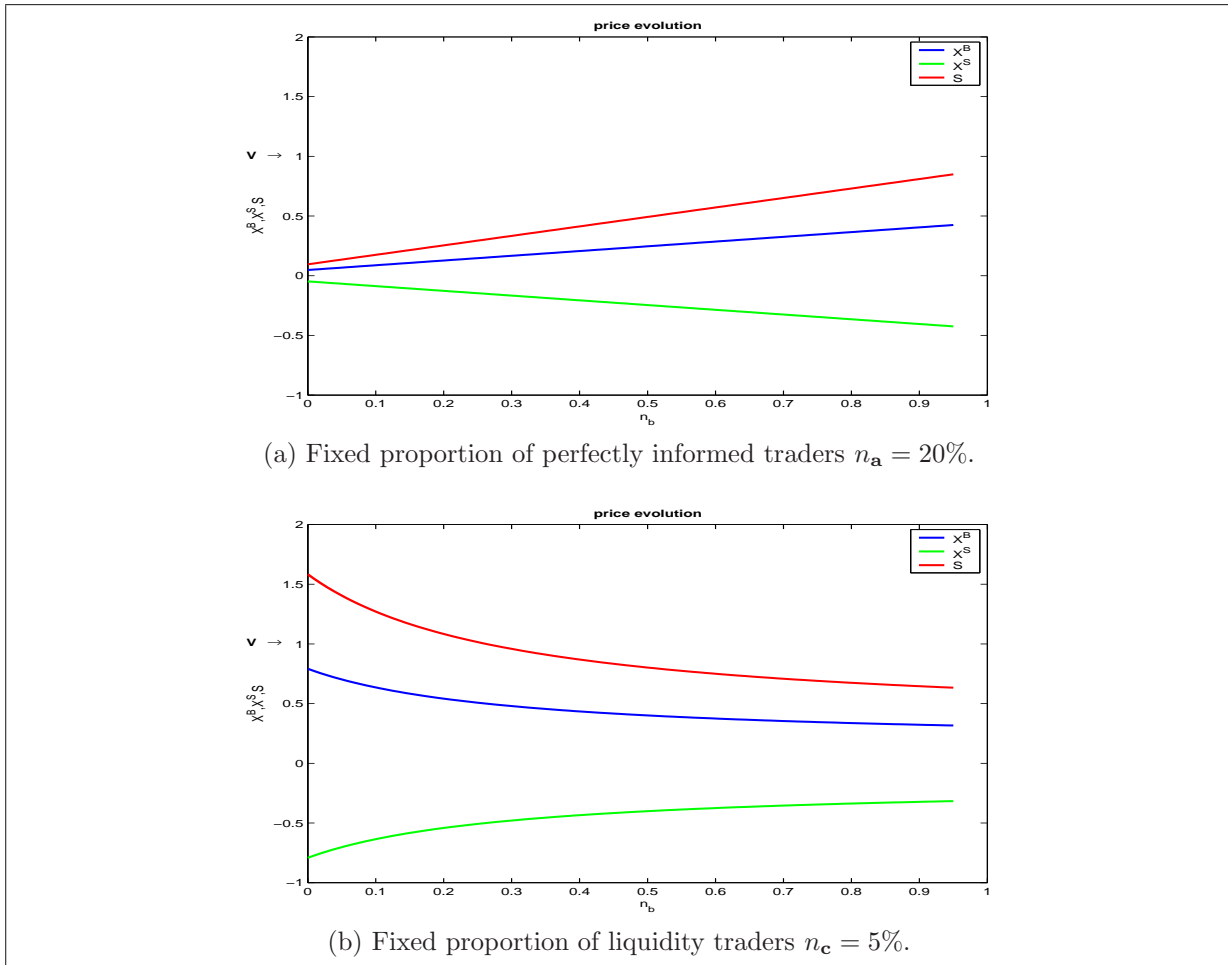 price evolution
2
1.5
1
0.5
0
−0.5
−1
V →
X^B,X^S,S
X^B
X^S
S
0 0.1 0.2 0.3 0.4 0.5 0.6 0.7 0.8 0.9 1
n_b
(a) Fixed proportion of perfectly informed traders n_a = 20%.
price evolution
2
1.5
1
0.5
0
−0.5
−1
V →
X^B,X^S,S
X^B
X^S
S
0 0.1 0.2 0.3 0.4 0.5 0.6 0.7 0.8 0.9 1
n_b
(b) Fixed proportion of liquidity traders n_c = 5%.